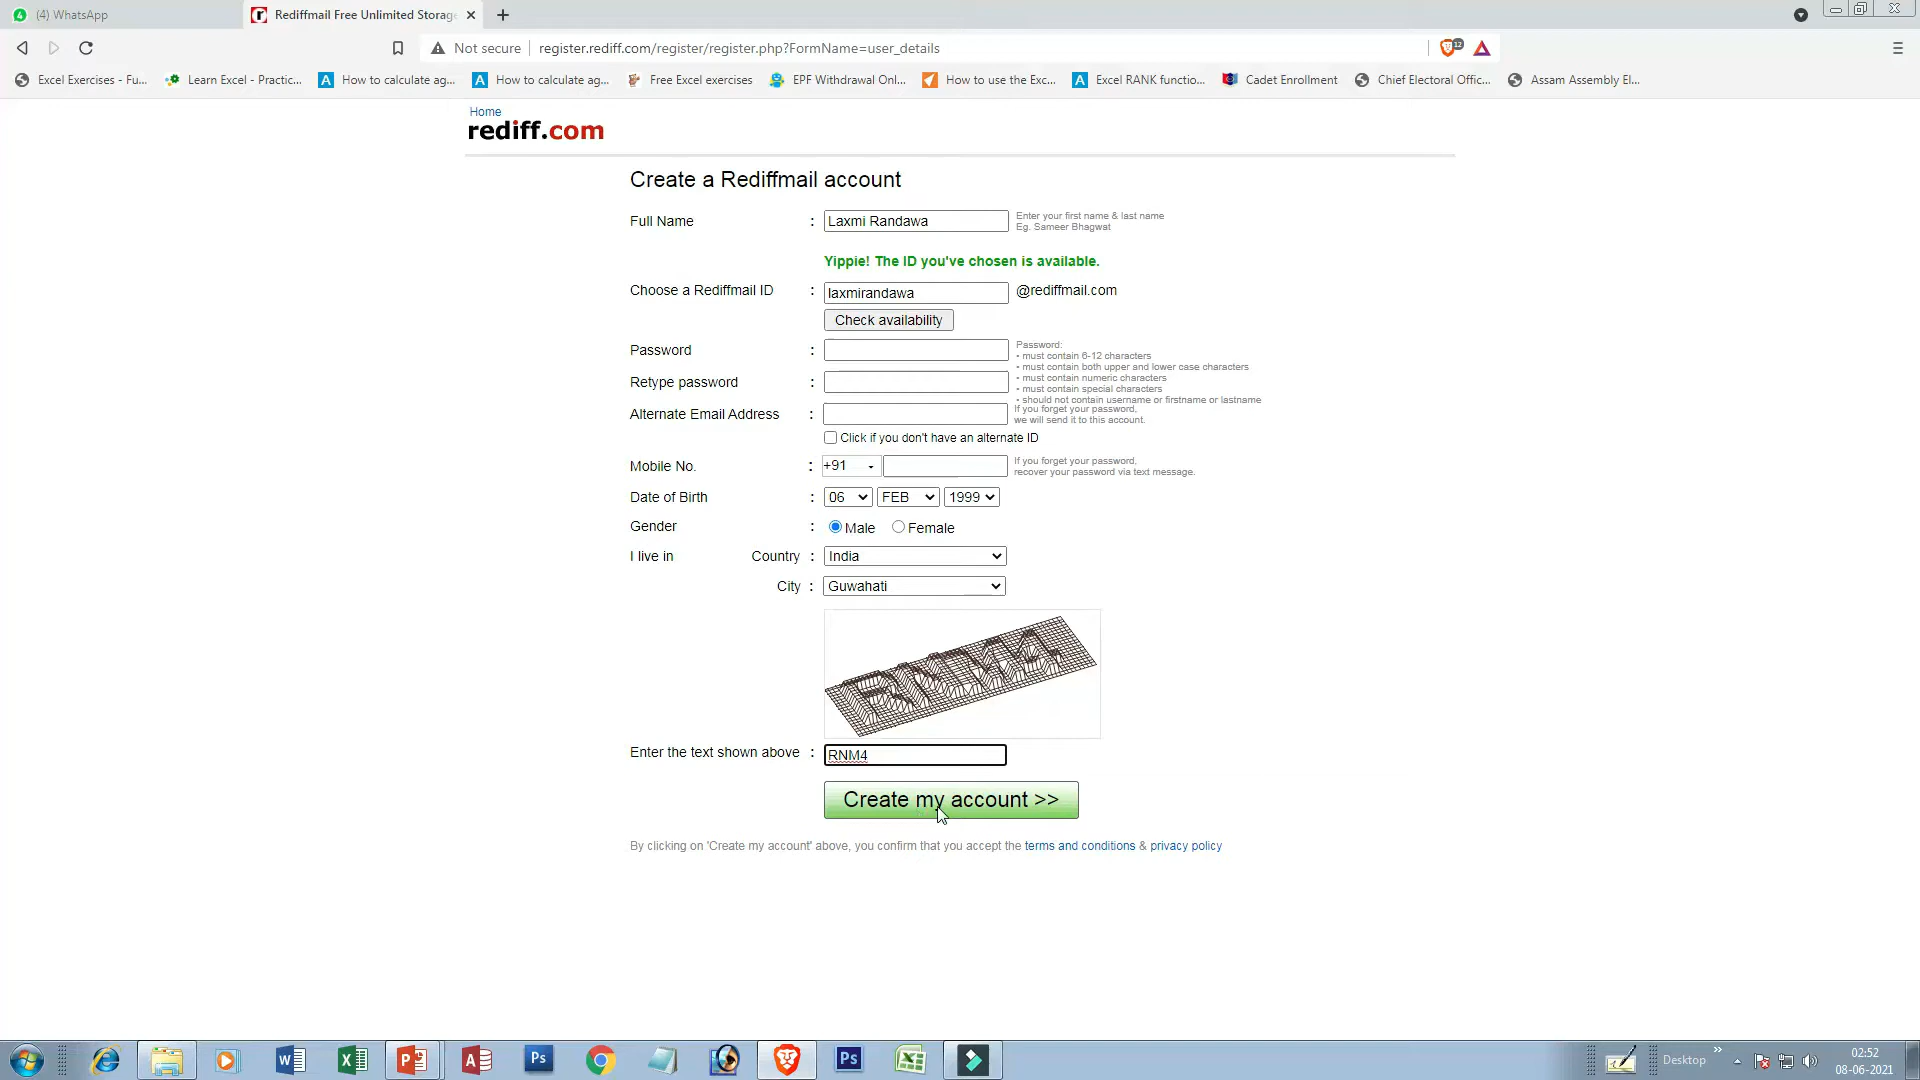 (4) WhatsApp
Rediffmail Free Unlimited Storage
Not secure
register.rediff.com/register/register.php?FormName=user_details
12
Excel Exercises - Fu...
Learn Excel - Practic...
How to calculate ag...
How to calculate ag...
Free Excel exercises
EPF Withdrawal Onl...
How to use the Exc...
Excel RANK functio...
Cadet Enrollment
Chief Electoral Offic...
Assam Assembly El...
Home
rediff.com
Create a Rediffmail account
Full Name : Laxmi Randawa
Enter your first name & last name
Eg. Sameer Bhagwat
Yippie! The ID you've chosen is available.
Choose a Rediffmail ID : laxmirandawa @rediffmail.com
Check availability
Password :
Password:
• must contain 6-12 characters
• must contain both upper and lower case characters
• must contain numeric characters
• must contain special characters
• should not contain username or firstname or lastname
Retype password :
Alternate Email Address :
If you forget your password,
we will send it to this account.
Click if you don't have an alternate ID
Mobile No. : +91
If you forget your password,
recover your password via text message.
Date of Birth : 06 FEB 1999
Gender : Male Female
I live in Country : India
City : Guwahati
RNM4
Enter the text shown above : RNM4
Create my account >>
By clicking on 'Create my account' above, you confirm that you accept the terms and conditions & privacy policy
Desktop
02:52
08-06-2021